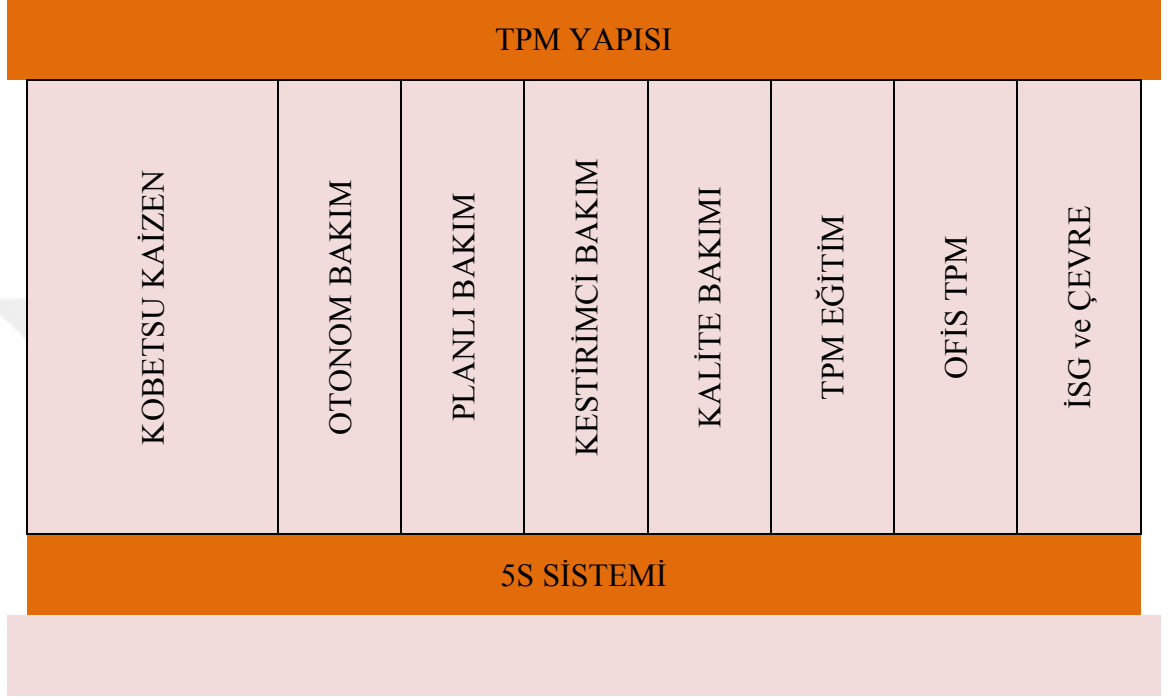 TPM YAPISI
KOBETSU KAİZEN
OTONOM BAKIM
PLANLI BAKIM
KESTİRİMCİ BAKIM
KALİTE BAKIMI
TPM EĞİTİM
OFİS TPM
İSG ve ÇEVRE
5S SİSTEMİ